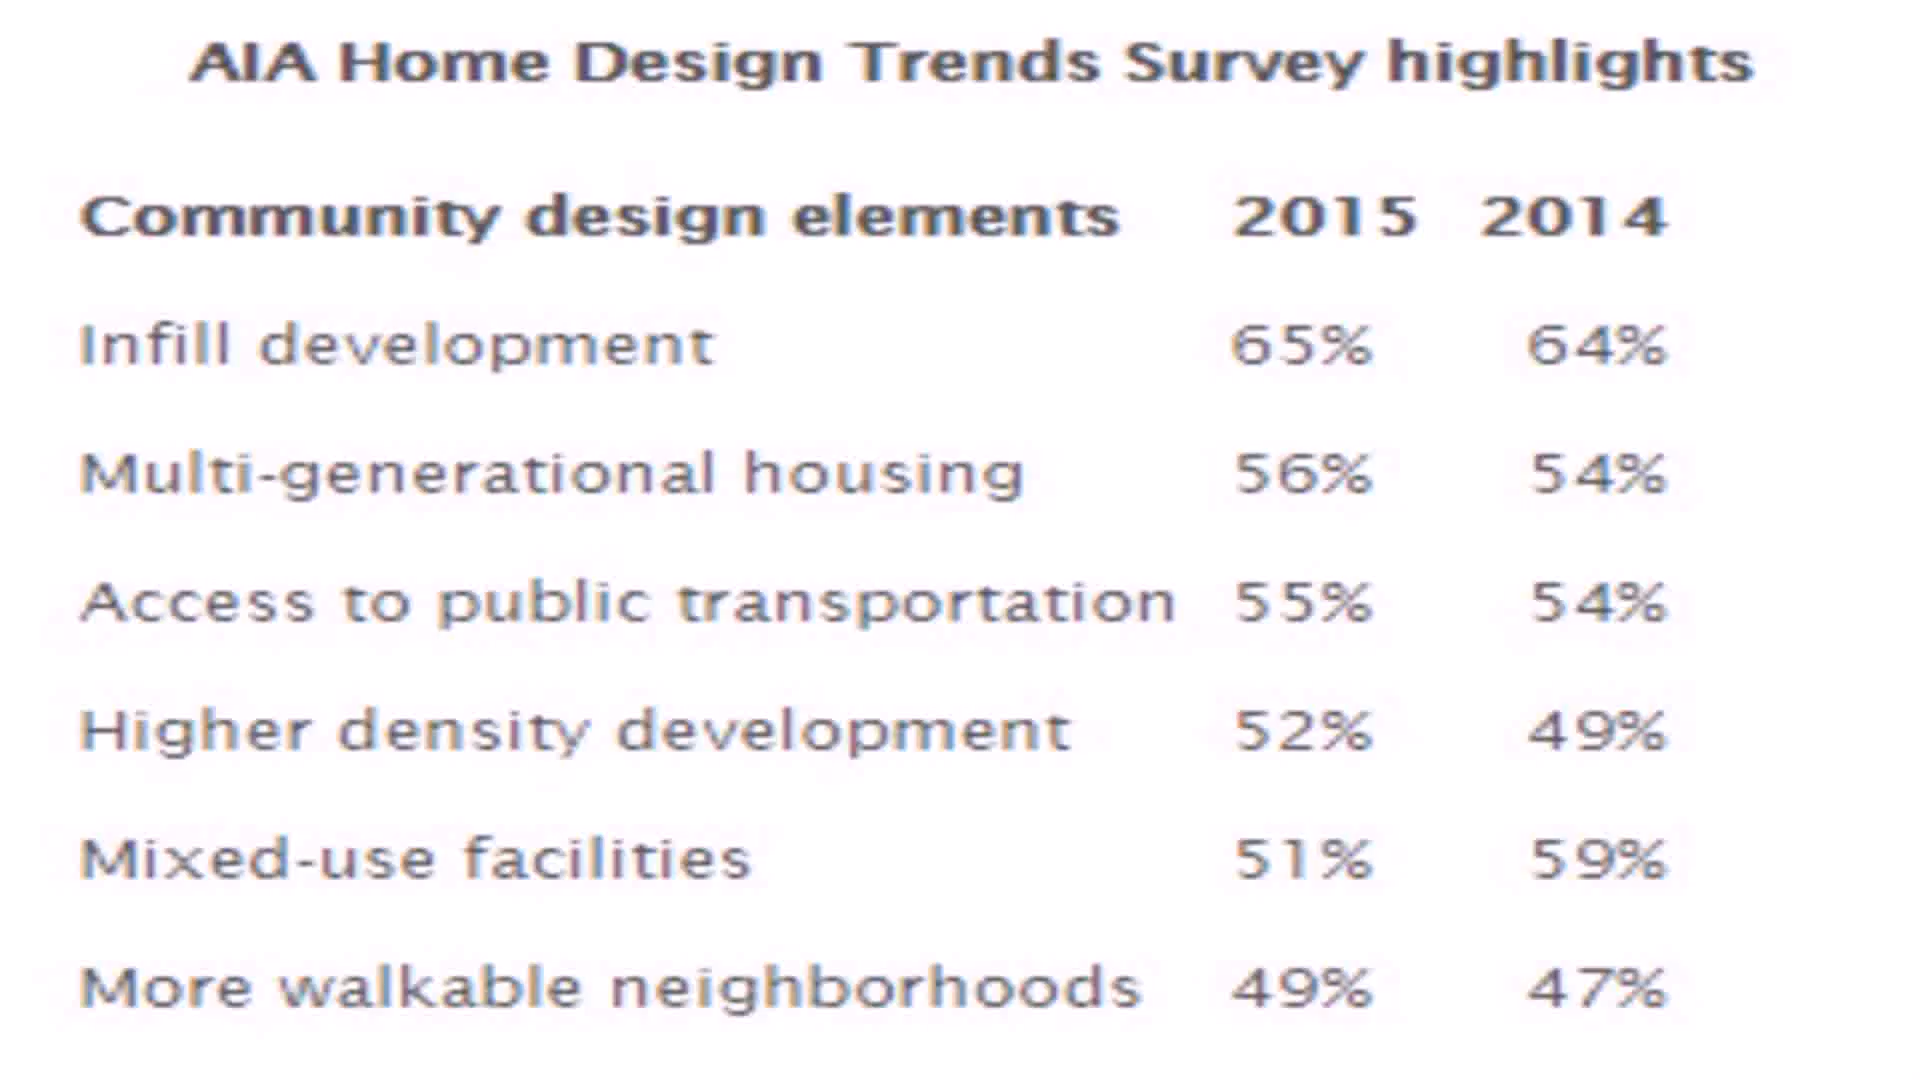 AIA Home Design Trends Survey highlights
Community design elements 2015 2014
Infill development 65% 64%
Multi-generational housing 56% 54%
Access to public transportation 55% 54%
Higher density development 52% 49%
Mixed-use facilities 51% 59%
More walkable neighborhoods 49% 47%